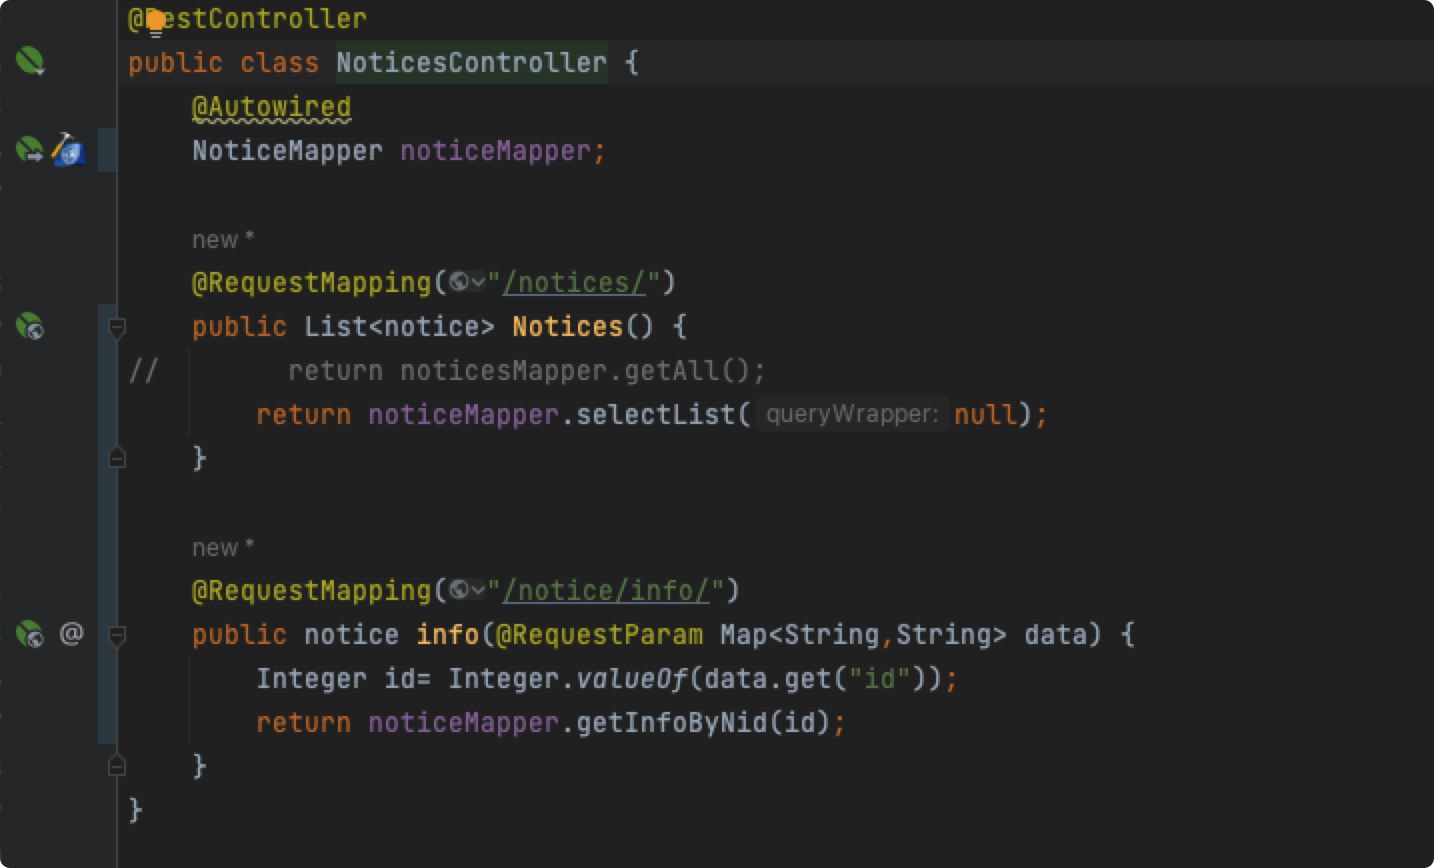 @RestController
public class NoticesController {
@Autowired
NoticeMapper noticeMapper;
new *
@RequestMapping("/notices/")
public List<notice> Notices() {
// return noticesMapper.getAll();
return noticeMapper.selectList( queryWrapper: null);
}
new *
@RequestMapping("/notice/info/")
public notice info(@RequestParam Map<String,String> data) {
Integer id= Integer.valueOf(data.get("id"));
return noticeMapper.getInfoByNid(id);
}
}